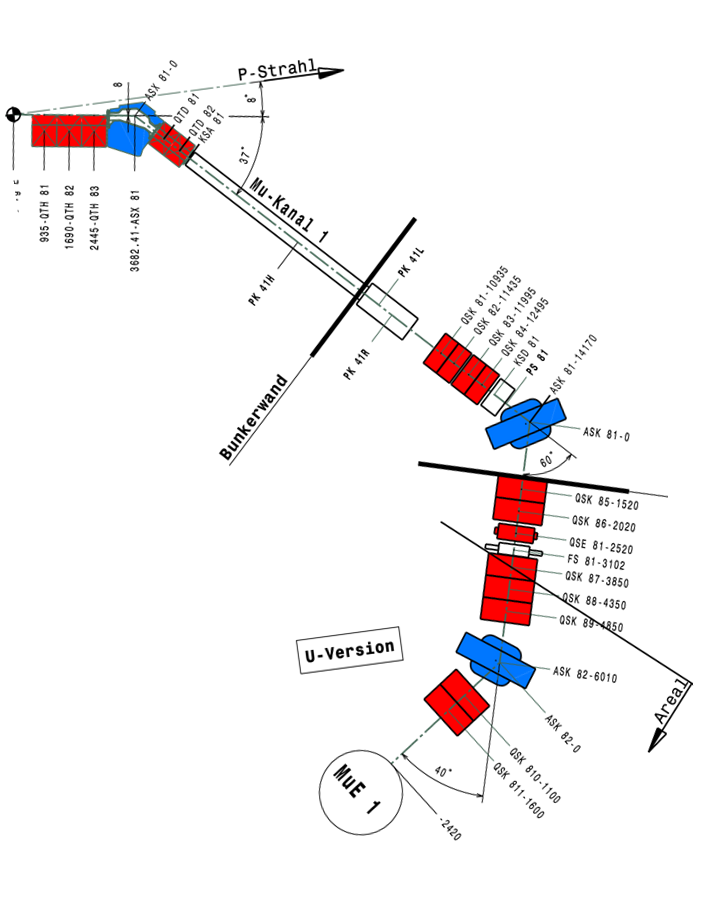 P-Strahl
8
ASX 81-0
8°
QTD 81
QTD 82
KSA 81
37°
935-QTH 81
1690-QTH 82
2445-QTH 83
3682.41-ASX 81
Mu-Kanal 1
PK 41H
PK 41L
PK 41R
Bunkerwand
QSK 81-10935
QSK 82-11435
QSK 83-11995
QSK 84-12495
KSD 81
PS 81
ASK 81-14170
ASK 81-0
60°
QSK 85-1520
QSK 86-2020
QSE 81-2520
FS 81-3102
QSK 87-3850
QSK 88-4350
QSK 89-4850
U-Version
ASK 82-6010
Areal
ASK 82-0
QSK 810-1100
QSK 811-1600
40°
MuE 1
-2420